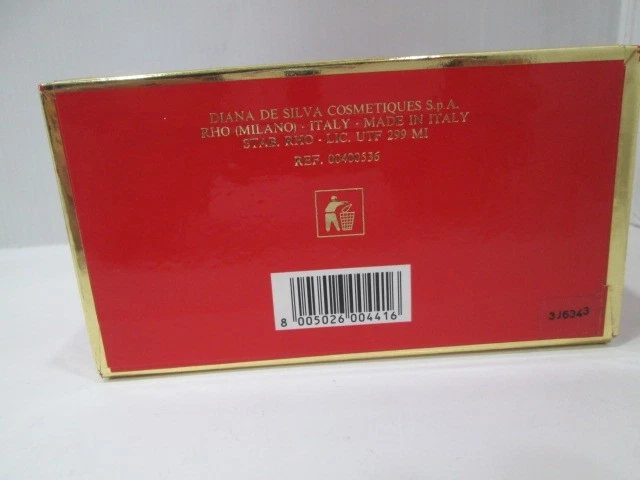 DIANA DE SILVA COSMETIQUES S.p.A.
RHO (MILANO) - ITALY - MADE IN ITALY
STAB. RHO - LIC. UTF 299 MI
REF. 00400536
8 005026 004416
3J6343